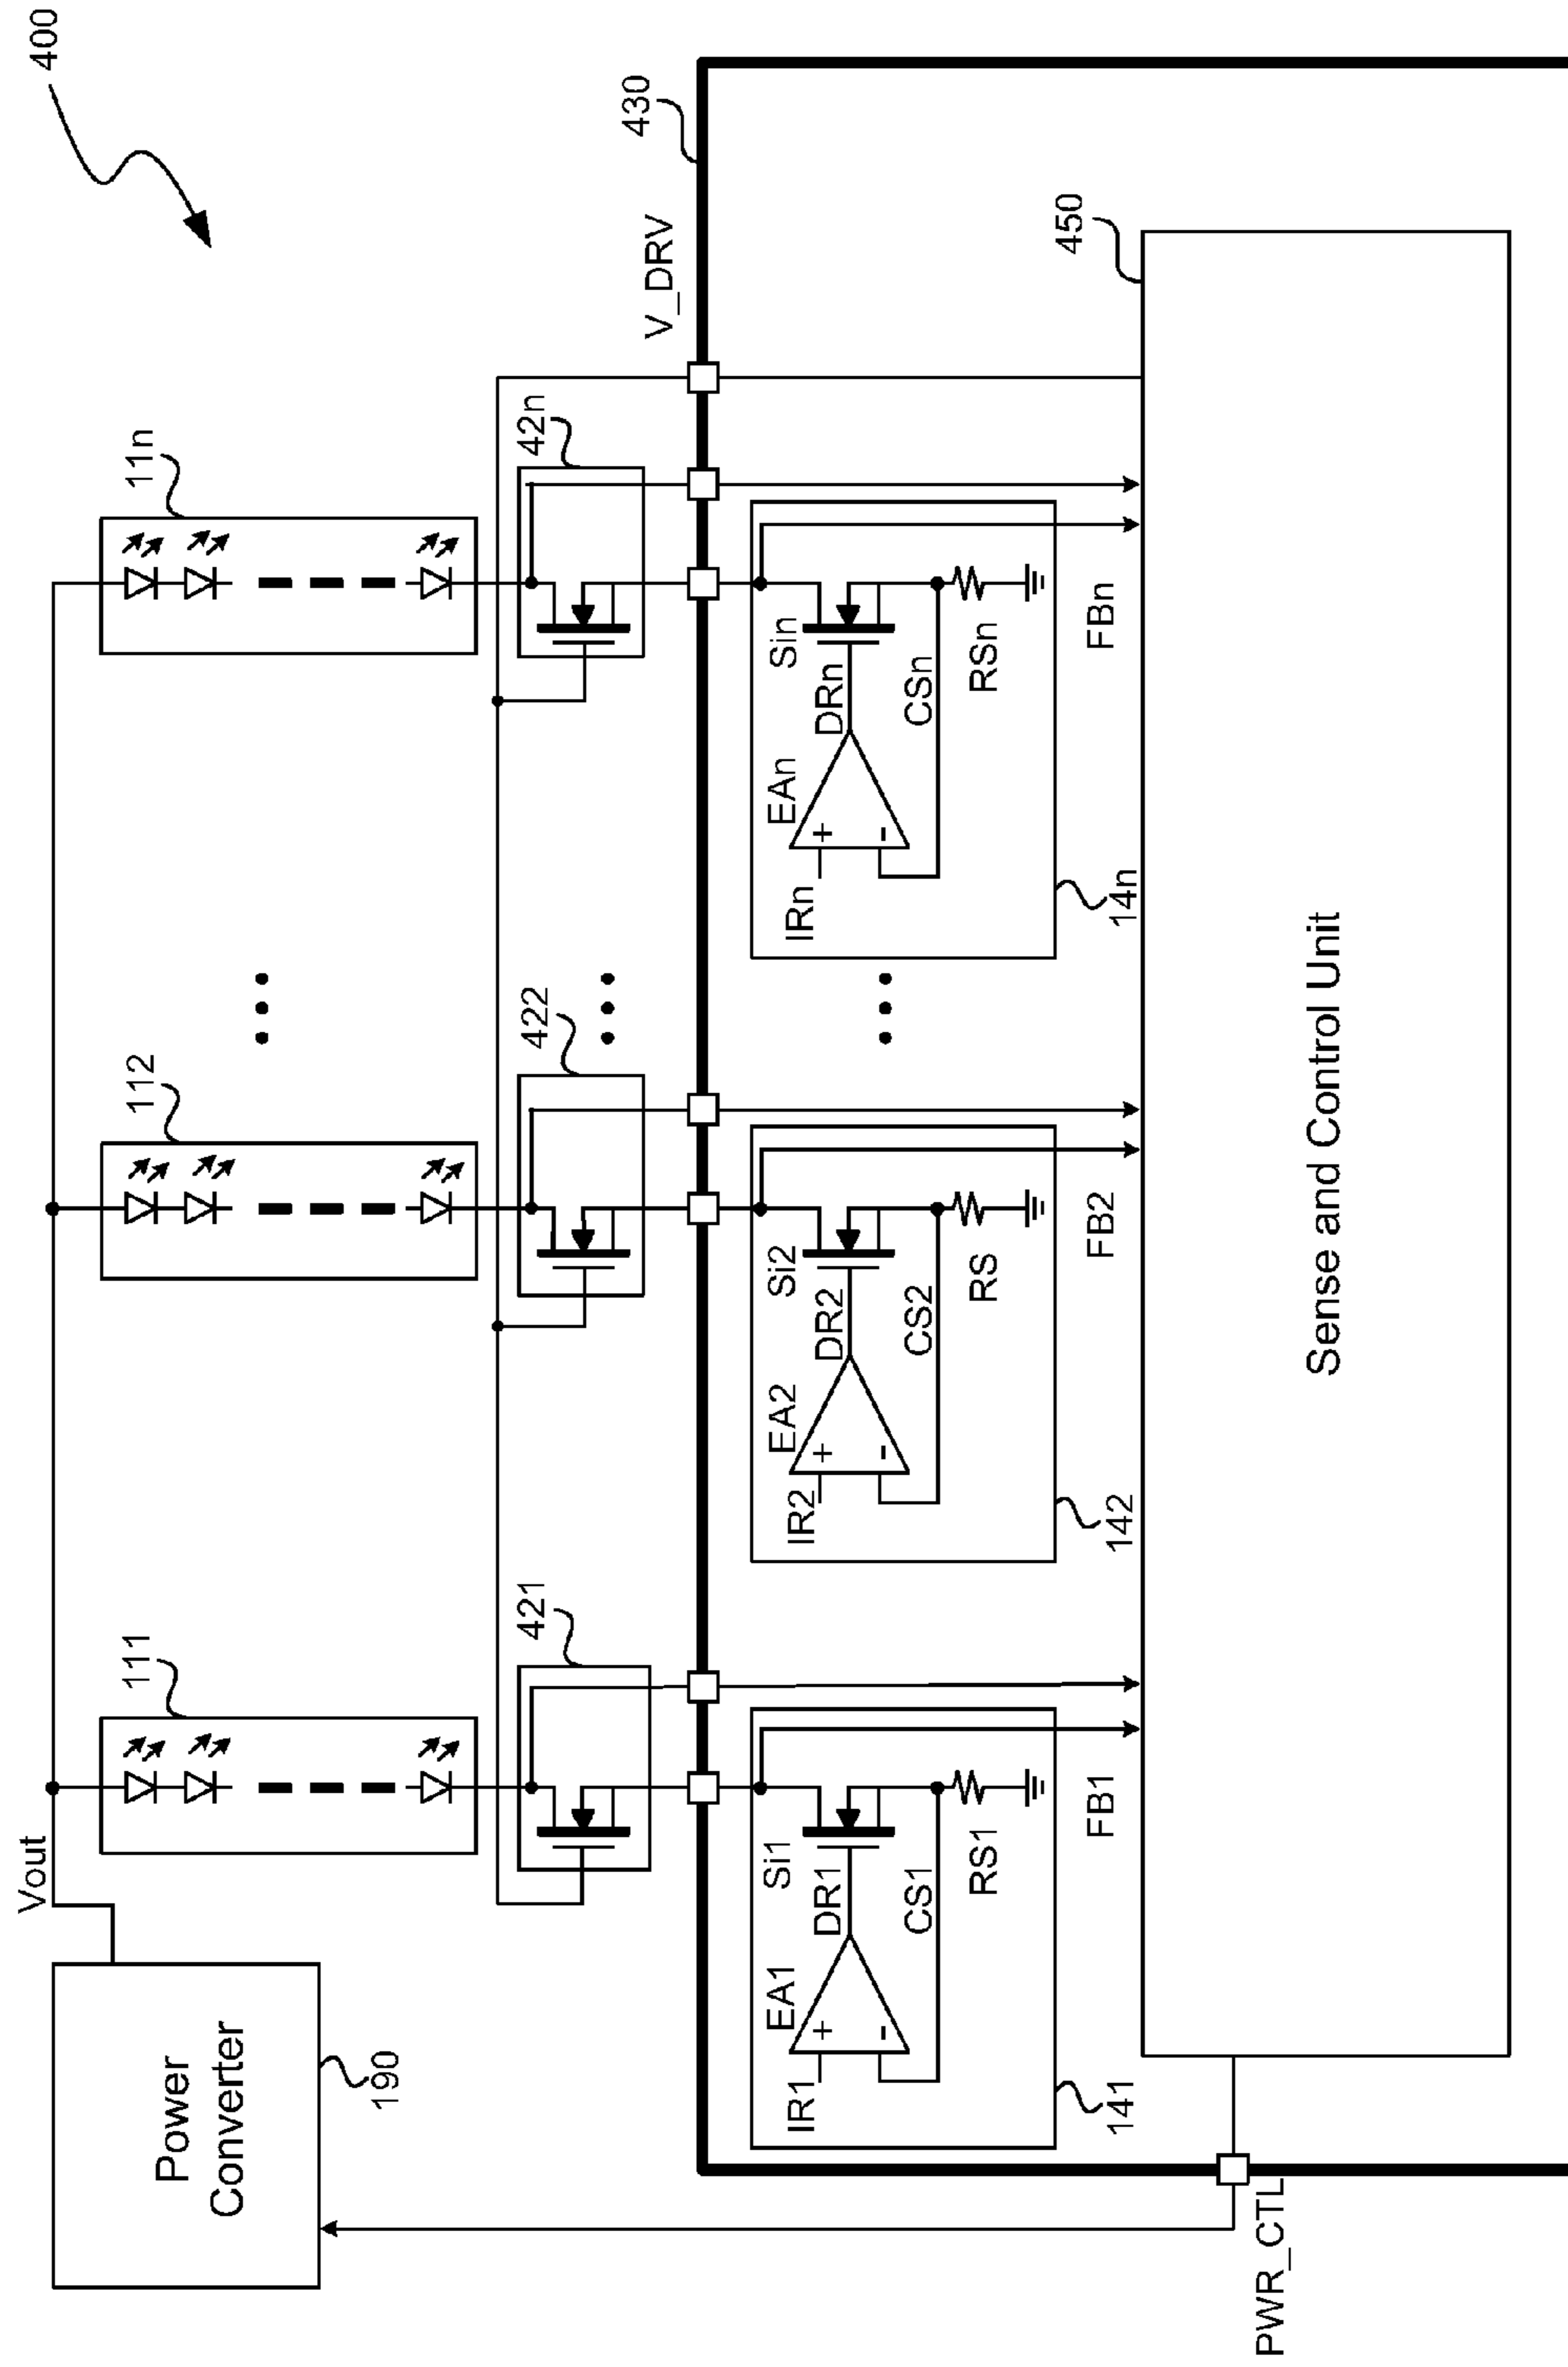 400
Vout
111
112
11n
Power
Converter
190
421
422
42n
V_DRV
430
IR1
EA1
+
-
DR1
Si1
CS1
RS1
141
FB1
IR2
EA2
+
-
DR2
Si2
CS2
RS
142
FB2
IRn
EAn
+
-
DRn
Sin
CSn
RSn
14n
FBn
450
Sense and Control Unit
PWR_CTL